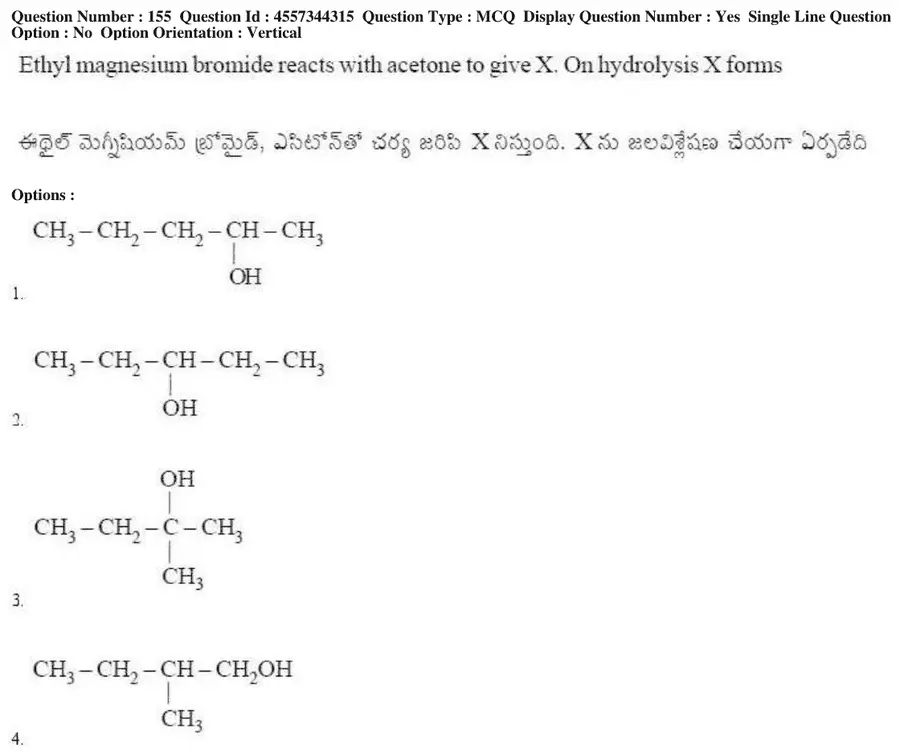 Question Number : 155 Question Id : 4557344315 Question Type : MCQ Display Question Number : Yes Single Line Question
Option : No Option Orientation : Vertical
Ethyl magnesium bromide reacts with acetone to give X. On hydrolysis X forms
ఈథైల్ మెగ్నీషియమ్ బ్రోమైడ్, ఎసిటోన్‌తో చర్య జరిపి X నిస్తుంది. X ను జలవిశ్లేషణ చేయగా ఏర్పడేది
Options :
CH₃ – CH₂ – CH₂ – CH – CH₃
|
OH
1.
CH₃ – CH₂ – CH – CH₂ – CH₃
|
OH
2.
OH
|
CH₃ – CH₂ – C – CH₃
|
CH₃
3.
CH₃ – CH₂ – CH – CH₂OH
|
CH₃
4.